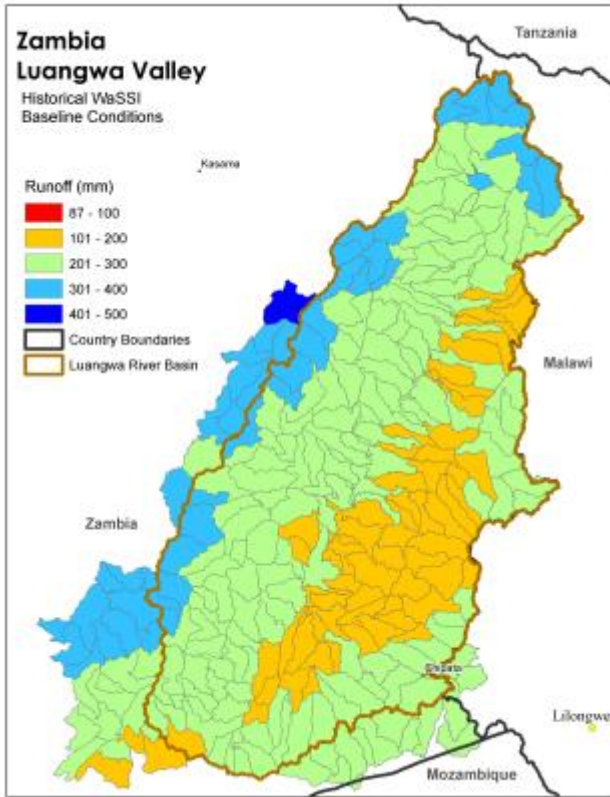 Zambia
Luangwa Valley
Historical WaSSI
Baseline Conditions
Tanzania
Kasama
Runoff (mm)
87 - 100
101 - 200
201 - 300
301 - 400
401 - 500
Country Boundaries
Luangwa River Basin
Malawi
Zambia
Chipata
Lilongwe
Mozambique